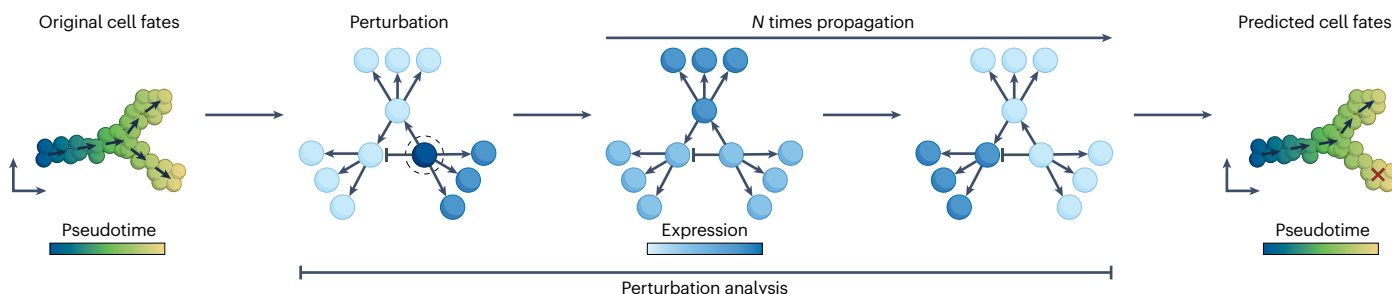 Original cell fates
Perturbation
N times propagation
Predicted cell fates
Pseudotime
Expression
Pseudotime
Perturbation analysis